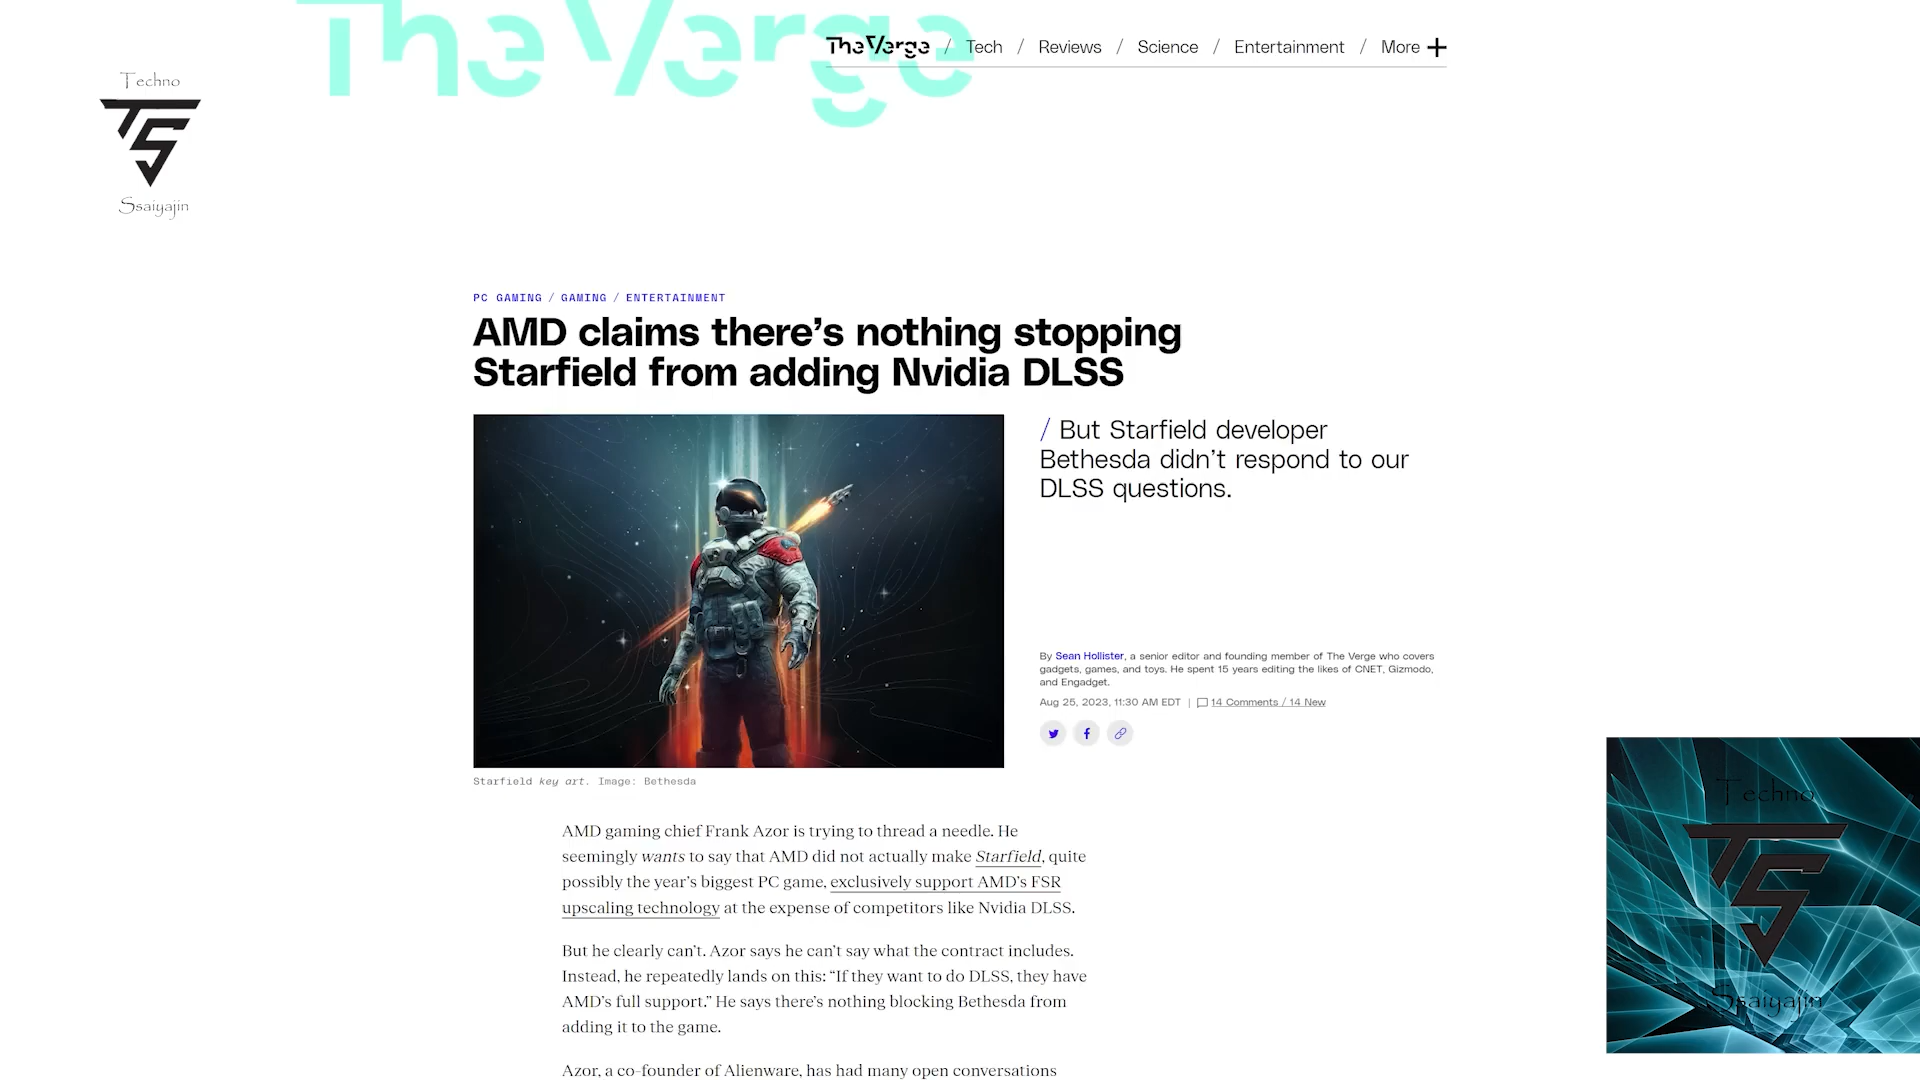 The Verge
The Verge / Tech / Reviews / Science / Entertainment / More +
Techno
TS
Ssaiyajin
PC GAMING / GAMING / ENTERTAINMENT
AMD claims there’s nothing stopping
Starfield from adding Nvidia DLSS
/ But Starfield developer
Bethesda didn’t respond to our
DLSS questions.
By Sean Hollister, a senior editor and founding member of The Verge who covers
gadgets, games, and toys. He spent 15 years editing the likes of CNET, Gizmodo,
and Engadget.
Aug 25, 2023, 11:30 AM EDT | 14 Comments / 14 New
Starfield key art. Image: Bethesda
AMD gaming chief Frank Azor is trying to thread a needle. He
seemingly wants to say that AMD did not actually make Starfield, quite
possibly the year’s biggest PC game, exclusively support AMD’s FSR
upscaling technology at the expense of competitors like Nvidia DLSS.
But he clearly can’t. Azor says he can’t say what the contract includes.
Instead, he repeatedly lands on this: “If they want to do DLSS, they have
AMD’s full support.” He says there’s nothing blocking Bethesda from
adding it to the game.
Azor, a co-founder of Alienware, has had many open conversations
Techno
TS
Ssaiyajin